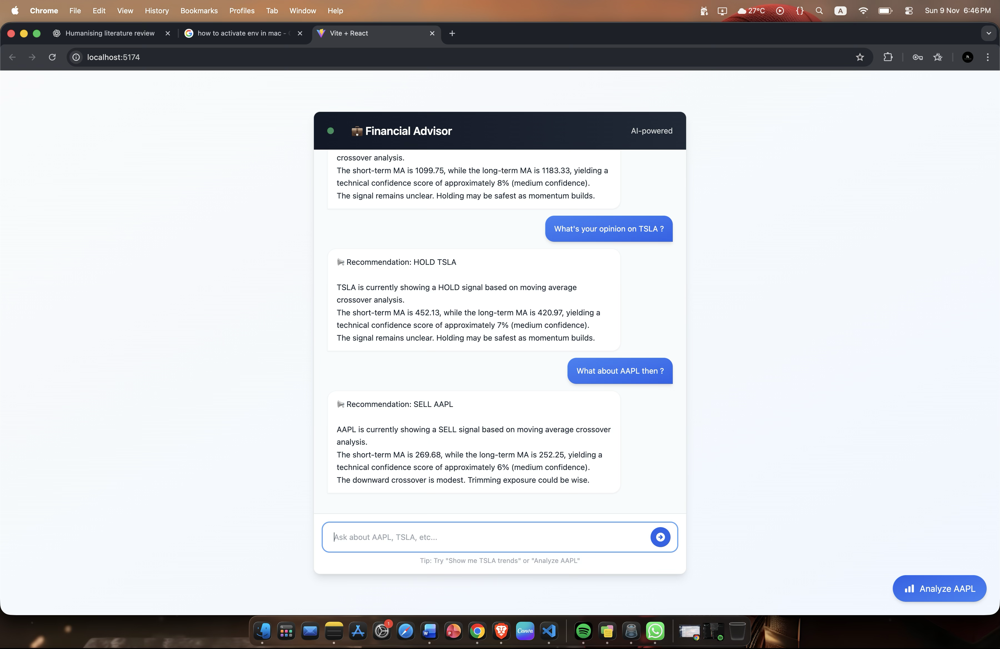 Chrome File Edit View History Bookmarks Profiles Tab Window Help
27°C A Sun 9 Nov 6:46 PM
Humanising literature review
how to activate env in mac -
Vite + React
localhost:5174
Financial Advisor
AI-powered
crossover analysis.
The short-term MA is 1099.75, while the long-term MA is 1183.33, yielding a
technical confidence score of approximately 8% (medium confidence).
The signal remains unclear. Holding may be safest as momentum builds.
What's your opinion on TSLA ?
Recommendation: HOLD TSLA
TSLA is currently showing a HOLD signal based on moving average
crossover analysis.
The short-term MA is 452.13, while the long-term MA is 420.97, yielding a
technical confidence score of approximately 7% (medium confidence).
The signal remains unclear. Holding may be safest as momentum builds.
What about AAPL then ?
Recommendation: SELL AAPL
AAPL is currently showing a SELL signal based on moving average crossover
analysis.
The short-term MA is 269.68, while the long-term MA is 252.25, yielding a
technical confidence score of approximately 6% (medium confidence).
The downward crossover is modest. Trimming exposure could be wise.
Ask about AAPL, TSLA, etc...
Tip: Try "Show me TSLA trends" or "Analyze AAPL"
Analyze AAPL
1
W
P
Canva